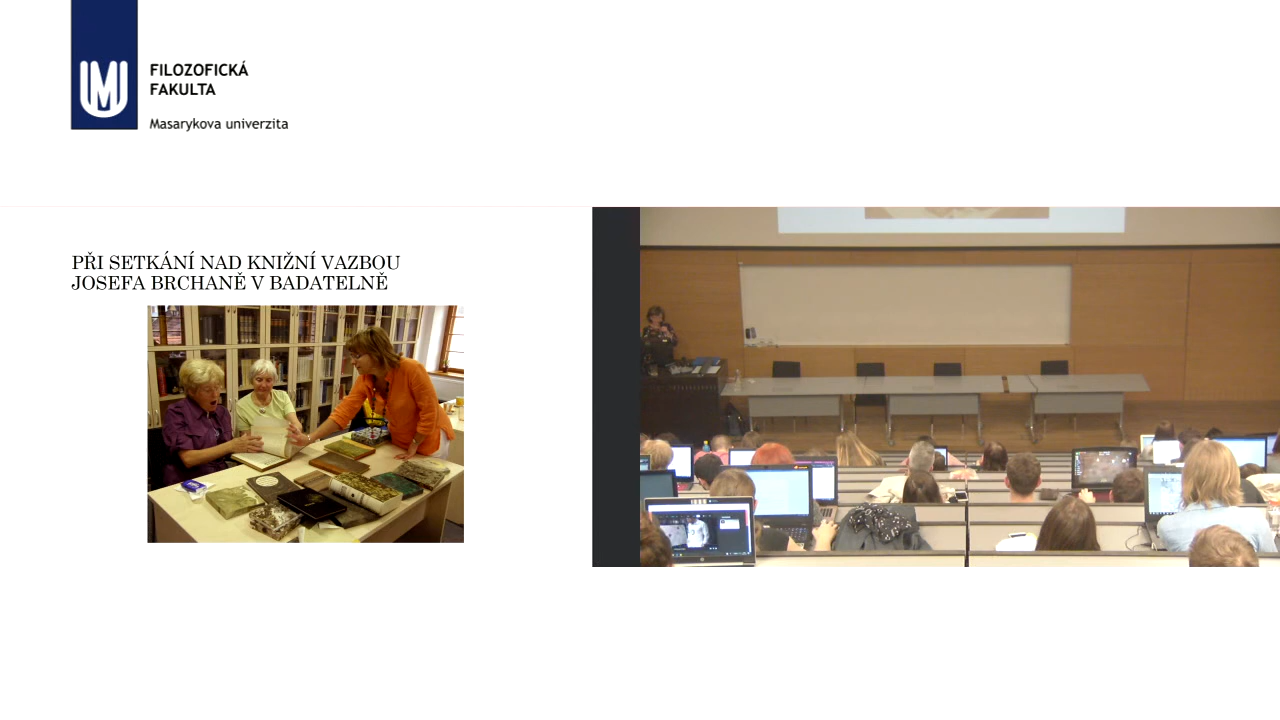 FILOZOFICKÁ
FAKULTA
Masarykova univerzita
PŘI SETKÁNÍ NAD KNIŽNÍ VAZBOU
JOSEFA BRCHANĚ V BADATELNĚ